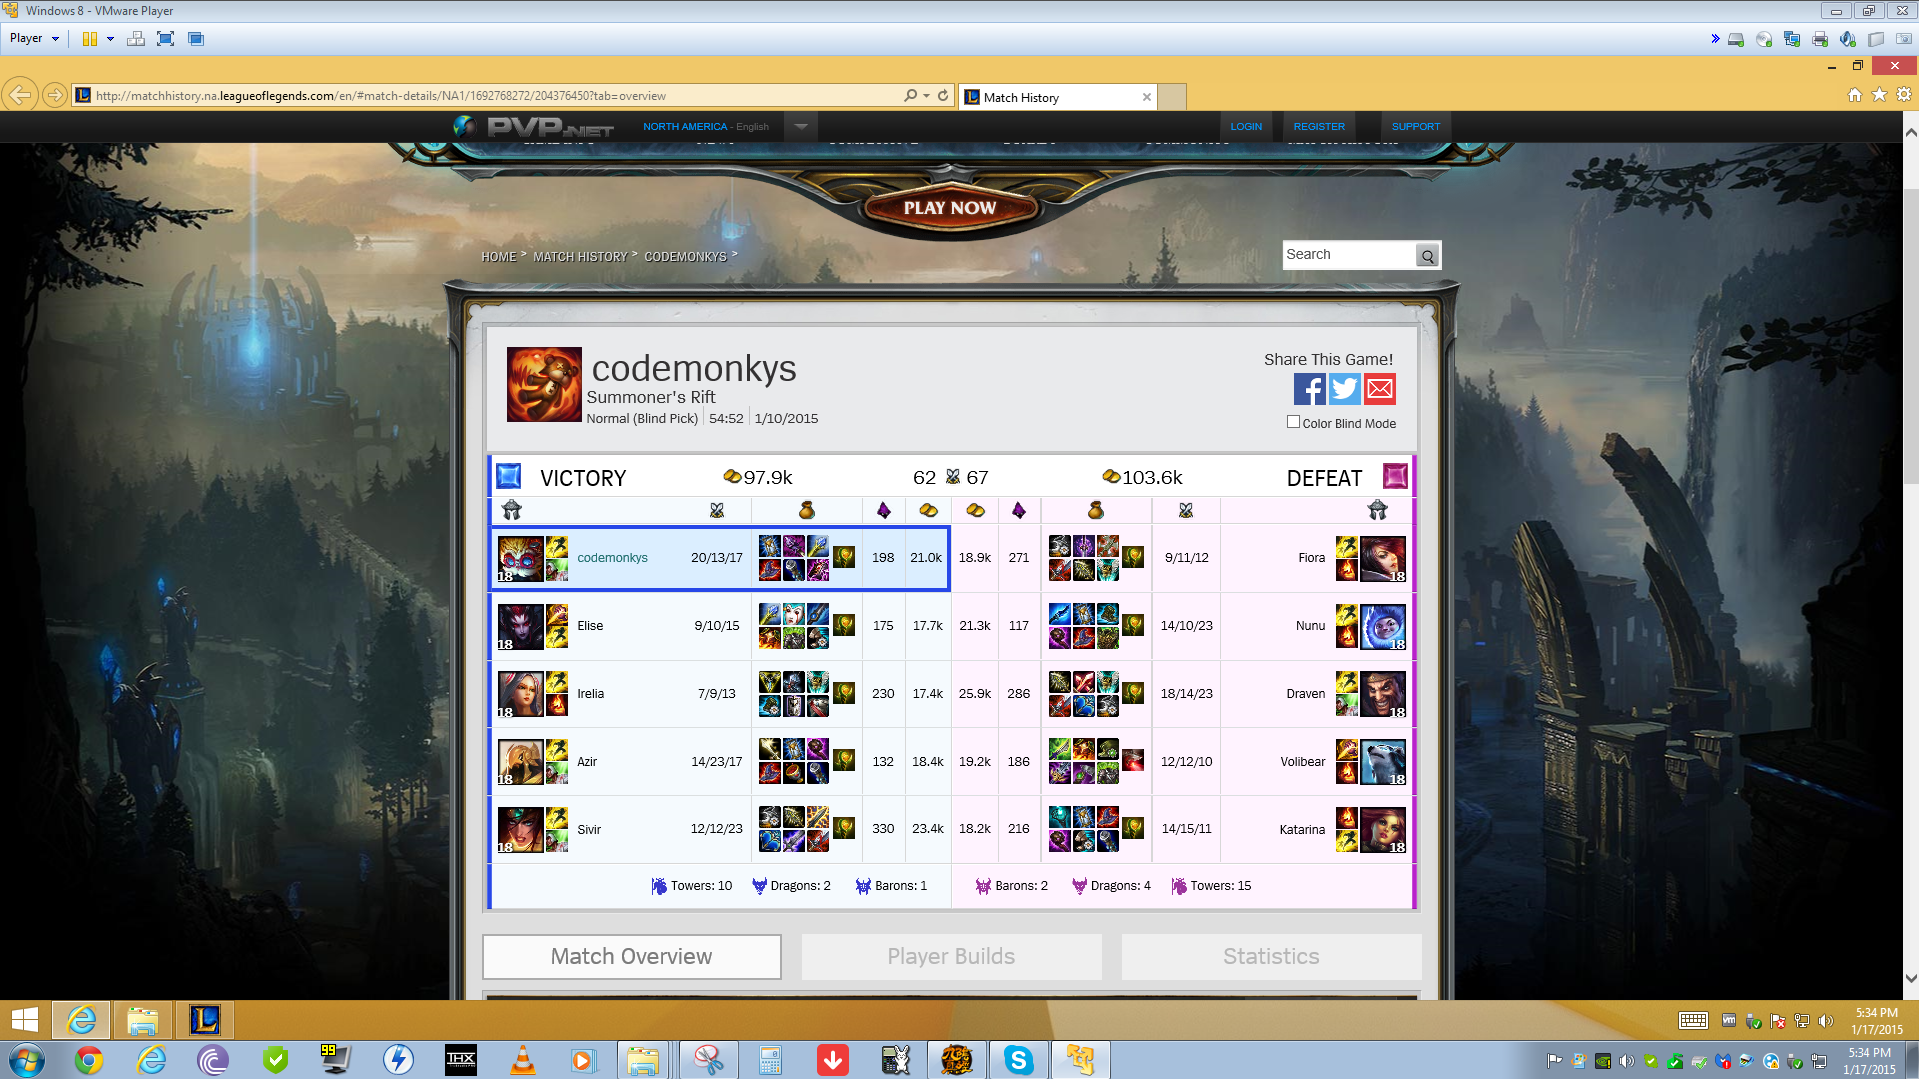 Windows 8 - VMware Player
Player
http://matchhistory.na.leagueoflegends.com/en/#match-details/NA1/1692768272/204376450?tab=overview
Match History
PVP.NET
NORTH AMERICA - English
LOGIN
REGISTER
SUPPORT
PLAY NOW
HOME > MATCH HISTORY > CODEMONKYS >
Search
codemonkys
Summoner's Rift
Normal (Blind Pick) 54:52 1/10/2015
Share This Game!
Color Blind Mode
VICTORY 97.9k 62 67 103.6k DEFEAT
18 codemonkys 20/13/17 198 21.0k 18.9k 271 9/11/12 Fiora 18
18 Elise 9/10/15 175 17.7k 21.3k 117 14/10/23 Nunu 18
18 Irelia 7/9/13 230 17.4k 25.9k 286 18/14/23 Draven 18
18 Azir 14/23/17 132 18.4k 19.2k 186 12/12/10 Volibear 18
18 Sivir 12/12/23 330 23.4k 18.2k 216 14/15/11 Katarina 18
Towers: 10 Dragons: 2 Barons: 1 Barons: 2 Dragons: 4 Towers: 15
Match Overview
Player Builds
Statistics
5:34 PM
1/17/2015
99
THX
5:34 PM
1/17/2015